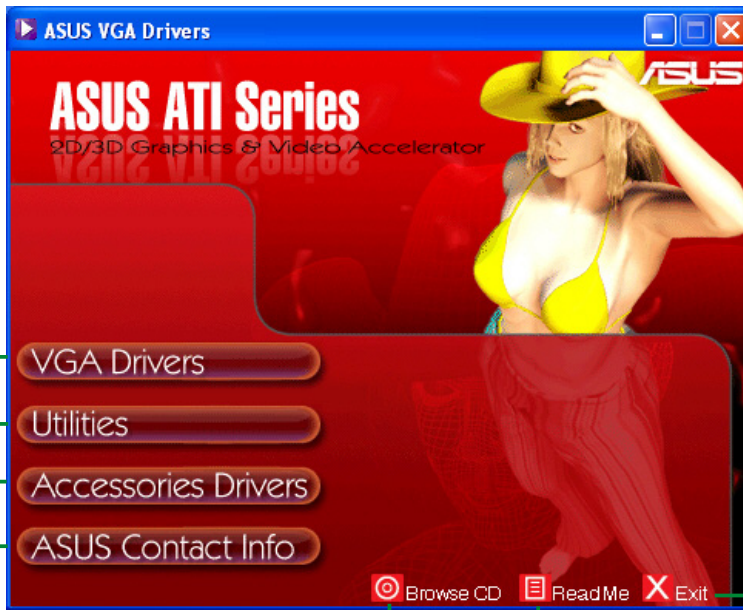 ASUS VGA Drivers
ASUS
ASUS ATI Series
2D/3D Graphics & Video Accelerator
VGA Drivers
Utilities
Accessories Drivers
ASUS Contact Info
Browse CD
ReadMe
Exit